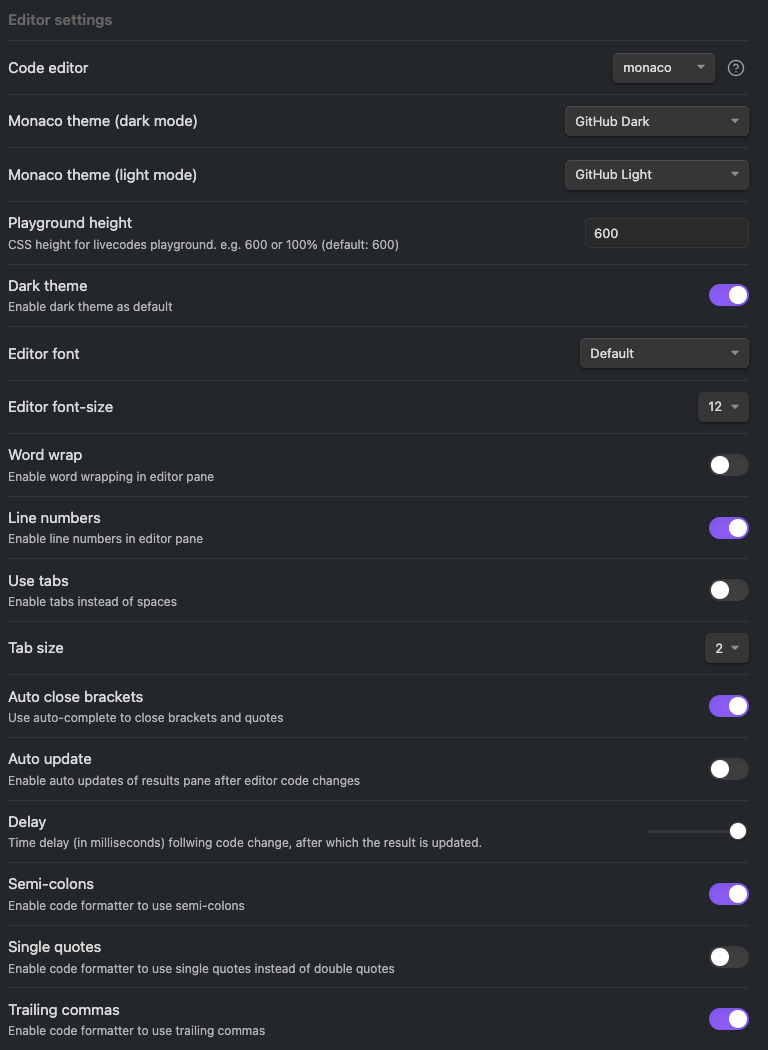 Editor settings
Code editor
monaco
Monaco theme (dark mode)
GitHub Dark
Monaco theme (light mode)
GitHub Light
Playground height
CSS height for livecodes playground. e.g. 600 or 100% (default: 600)
600
Dark theme
Enable dark theme as default
Editor font
Default
Editor font-size
12
Word wrap
Enable word wrapping in editor pane
Line numbers
Enable line numbers in editor pane
Use tabs
Enable tabs instead of spaces
Tab size
2
Auto close brackets
Use auto-complete to close brackets and quotes
Auto update
Enable auto updates of results pane after editor code changes
Delay
Time delay (in milliseconds) follwing code change, after which the result is updated.
Semi-colons
Enable code formatter to use semi-colons
Single quotes
Enable code formatter to use single quotes instead of double quotes
Trailing commas
Enable code formatter to use trailing commas